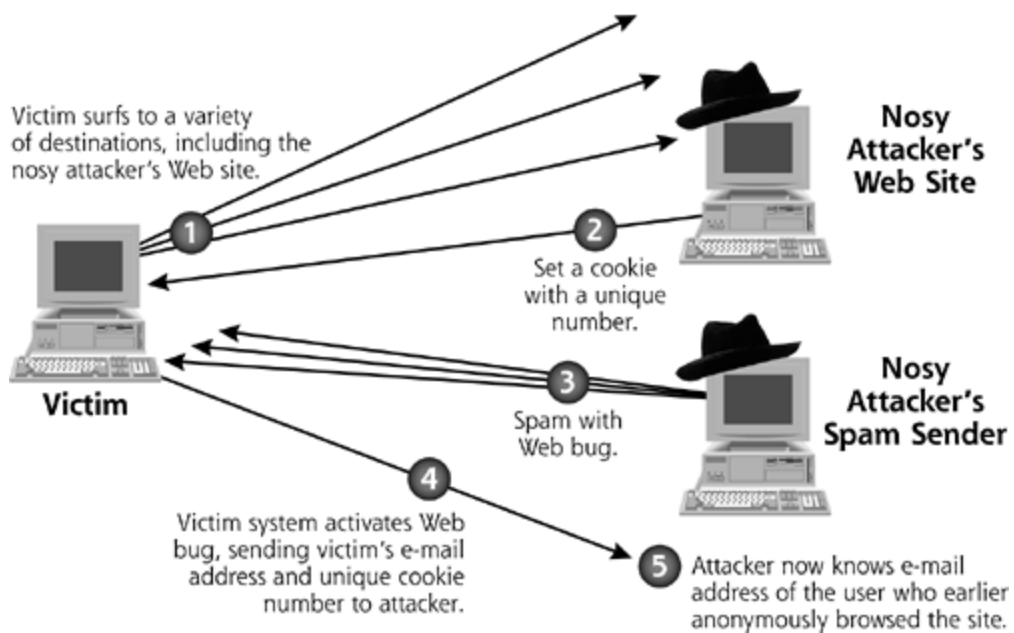 Victim surfs to a variety
of destinations, including the
nosy attacker's Web site.
1
Nosy
Attacker's
Web Site
2
Set a cookie
with a unique
number.
Victim
3
Spam with
Web bug.
Nosy
Attacker's
Spam Sender
4
Victim system activates Web
bug, sending victim's e-mail
address and unique cookie
number to attacker.
5
Attacker now knows e-mail
address of the user who earlier
anonymously browsed the site.